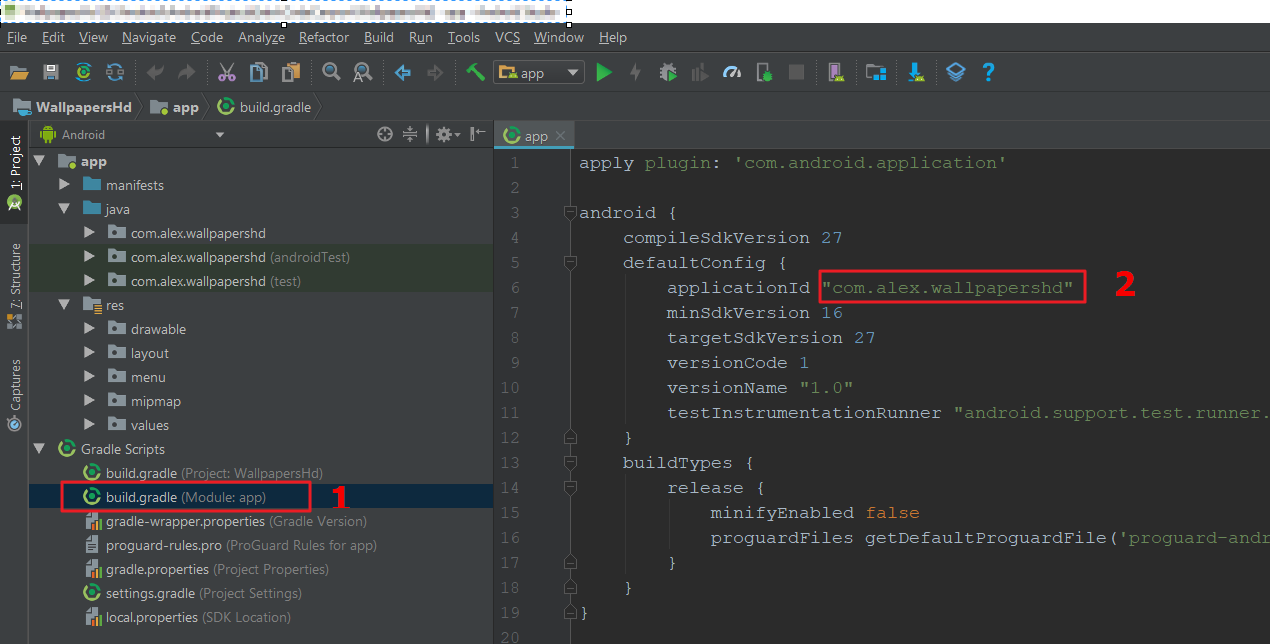 File Edit View Navigate Code Analyze Refactor Build Run Tools VCS Window Help
app
WallpapersHd app build.gradle
1: Project
Z: Structure
Captures
Android
app
manifests
java
com.alex.wallpapershd
com.alex.wallpapershd (androidTest)
com.alex.wallpapershd (test)
res
drawable
layout
menu
mipmap
values
Gradle Scripts
build.gradle (Project: WallpapersHd)
build.gradle (Module: app) 1
gradle-wrapper.properties (Gradle Version)
proguard-rules.pro (ProGuard Rules for app)
gradle.properties (Project Properties)
settings.gradle (Project Settings)
local.properties (SDK Location)
app
1 apply plugin: 'com.android.application'
2
3 android {
4 compileSdkVersion 27
5 defaultConfig {
6 applicationId "com.alex.wallpapershd" 2
7 minSdkVersion 16
8 targetSdkVersion 27
9 versionCode 1
10 versionName "1.0"
11 testInstrumentationRunner "android.support.test.runner.
12 }
13 buildTypes {
14 release {
15 minifyEnabled false
16 proguardFiles getDefaultProguardFile('proguard-andr
17 }
18 }
19 }
20